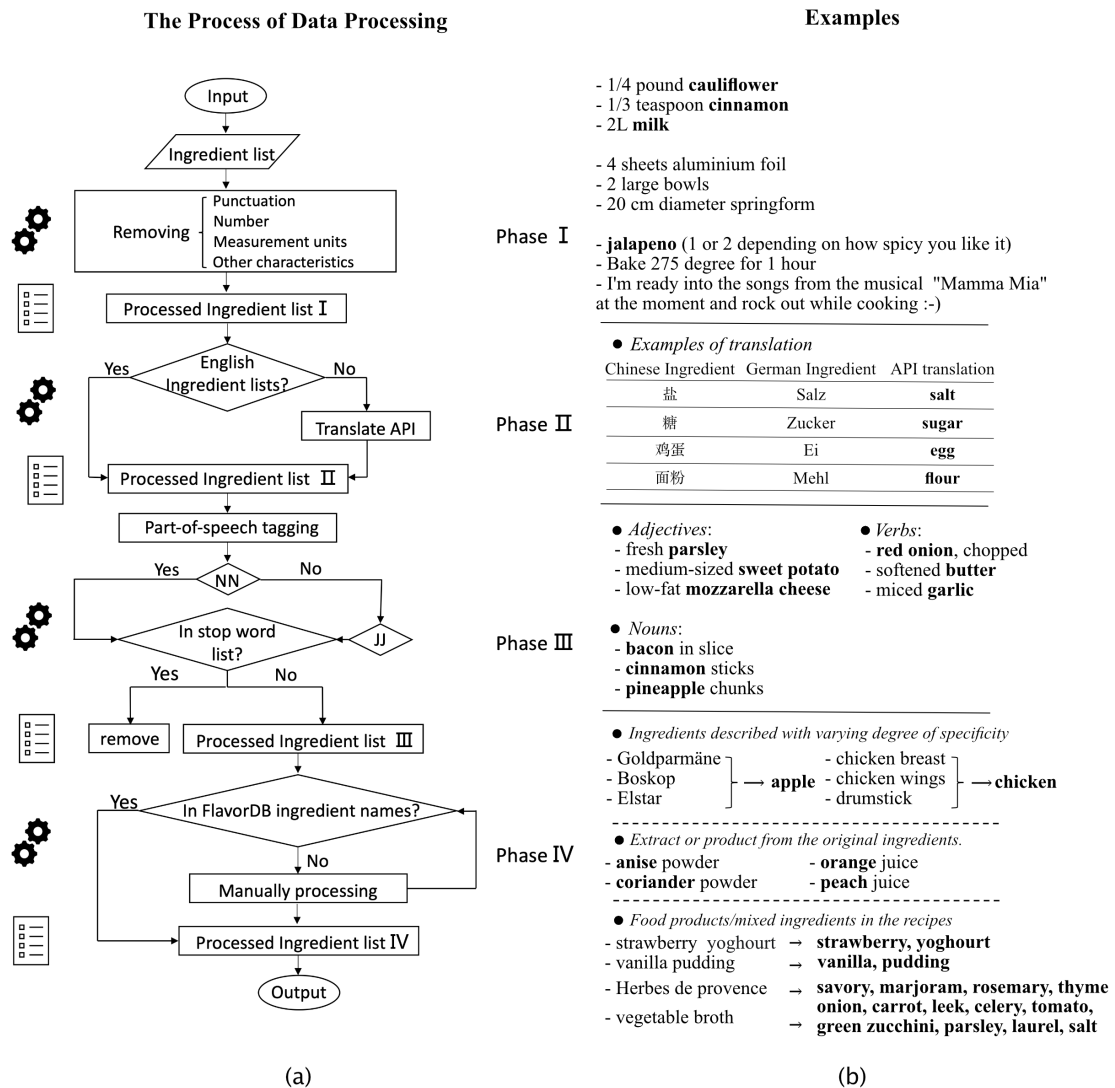 The Process of Data Processing
Input
Ingredient list
Removing
Punctuation
Number
Measurement units
Other characteristics
Processed Ingredient list Ⅰ
Phase Ⅰ
English
Ingredient lists?
Yes
No
Translate API
Processed Ingredient list Ⅱ
Phase Ⅱ
Part-of-speech tagging
Yes
NN
No
In stop word
list?
JJ
Yes
No
remove
Processed Ingredient list Ⅲ
Phase Ⅲ
Yes
In FlavorDB ingredient names?
No
Manually processing
Processed Ingredient list Ⅳ
Phase Ⅳ
Output
(a)
Examples
- 1/4 pound cauliflower
- 1/3 teaspoon cinnamon
- 2L milk
- 4 sheets aluminium foil
- 2 large bowls
- 20 cm diameter springform
- jalapeno (1 or 2 depending on how spicy you like it)
- Bake 275 degree for 1 hour
- I'm ready into the songs from the musical "Mamma Mia"
at the moment and rock out while cooking :-)
● Examples of translation
Chinese Ingredient German Ingredient API translation
盐 Salz salt
糖 Zucker sugar
鸡蛋 Ei egg
面粉 Mehl flour
● Adjectives:
- fresh parsley
- medium-sized sweet potato
- low-fat mozzarella cheese
● Verbs:
- red onion, chopped
- softened butter
- miced garlic
● Nouns:
- bacon in slice
- cinnamon sticks
- pineapple chunks
● Ingredients described with varying degree of specificity
- Goldparmäne
- Boskop
- Elstar
→ apple
- chicken breast
- chicken wings
- drumstick
→ chicken
● Extract or product from the original ingredients.
- anise powder - orange juice
- coriander powder - peach juice
● Food products/mixed ingredients in the recipes
- strawberry yoghourt → strawberry, yoghourt
- vanilla pudding → vanilla, pudding
- Herbes de provence → savory, marjoram, rosemary, thyme
- vegetable broth → onion, carrot, leek, celery, tomato,
green zucchini, parsley, laurel, salt
(b)